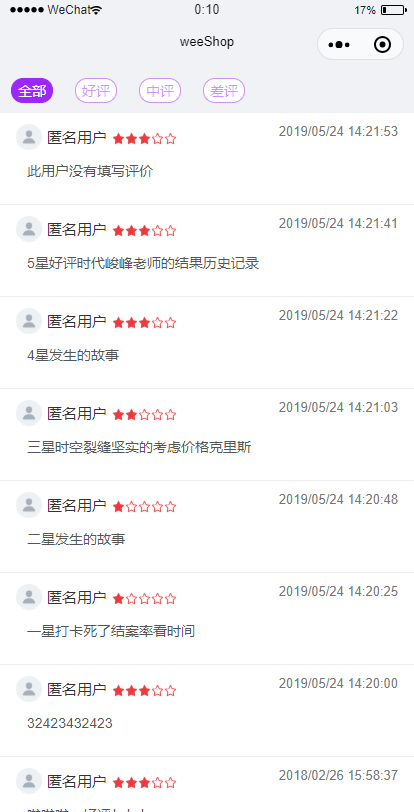 WeChat 0:10 17%
weeShop
全部 好评 中评 差评
匿名用户 2019/05/24 14:21:53
此用户没有填写评价
匿名用户 2019/05/24 14:21:41
5星好评时代峻峰老师的结果历史记录
匿名用户 2019/05/24 14:21:22
4星发生的故事
匿名用户 2019/05/24 14:21:03
三星时空裂缝坚实的考虑价格克里斯
匿名用户 2019/05/24 14:20:48
二星发生的故事
匿名用户 2019/05/24 14:20:25
一星打卡死了结案率看时间
匿名用户 2019/05/24 14:20:00
32423432423
匿名用户 2018/02/26 15:58:37